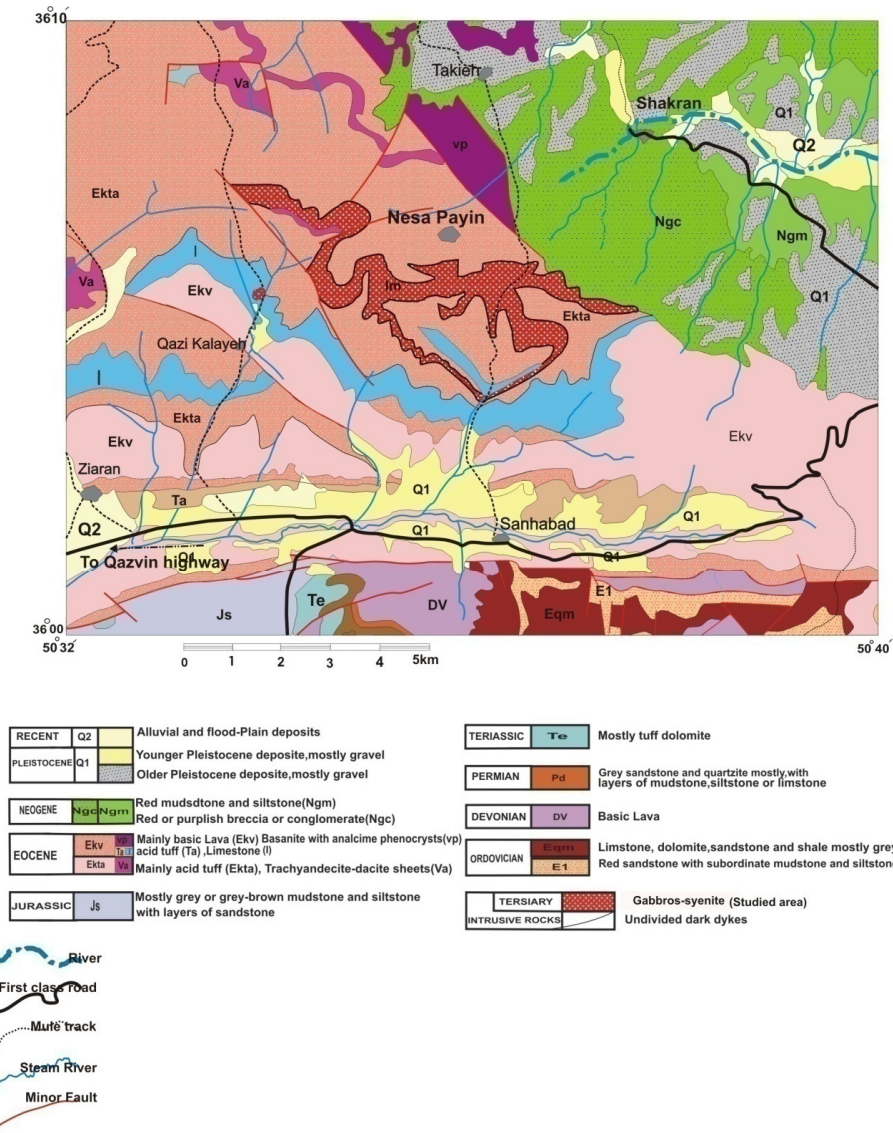 36°10
Takieh
Va
Shakran
Q1
Q2
vp
Ekta
Nesa Payin
Ngc
Ngm
l
Va
Ekv
Im
Q1
Ekta
Qazi Kalayeh
l
Ekta
Ekv
Ekv
Ziaran
Q1
Ta
Q1
Q2
Q1
Sanhabad
Q1
Q1
To Qazvin highway
E1
Te
DV
Js
Eqm
36°00
50°32'
50°40'
0 1 2 3 4 5km
RECENT Q2 Alluvial and flood-Plain deposits
PLEISTOCENE Q1 Younger Pleistocene deposite,mostly gravel
Older Pleistocene deposite,mostly gravel
NEOGENE Ngc Ngm Red mudsdtone and siltstone(Ngm)
Red or purplish breccia or conglomerate(Ngc)
EOCENE Ekv vp Mainly basic Lava (Ekv) Basanite with analcime phenocrysts(vp)
Ta l acid tuff (Ta) ,Limestone (l)
Ekta Va Mainly acid tuff (Ekta), Trachyandecite-dacite sheets(Va)
JURASSIC Js Mostly grey or grey-brown mudstone and siltstone
with layers of sandstone
TERIASSIC Te Mostly tuff dolomite
PERMIAN Pd Grey sandstone and quartzite mostly,with
layers of mudstone,siltstone or limstone
DEVONIAN DV Basic Lava
ORDOVICIAN Eqm Limstone, dolomite,sandstone and shale mostly grey
E1 Red sandstone with subordinate mudstone and siltstone
TERSIARY Gabbros-syenite (Studied area)
INTRUSIVE ROCKS Undivided dark dykes
River
First class road
Mule track
Steam River
Minor Fault